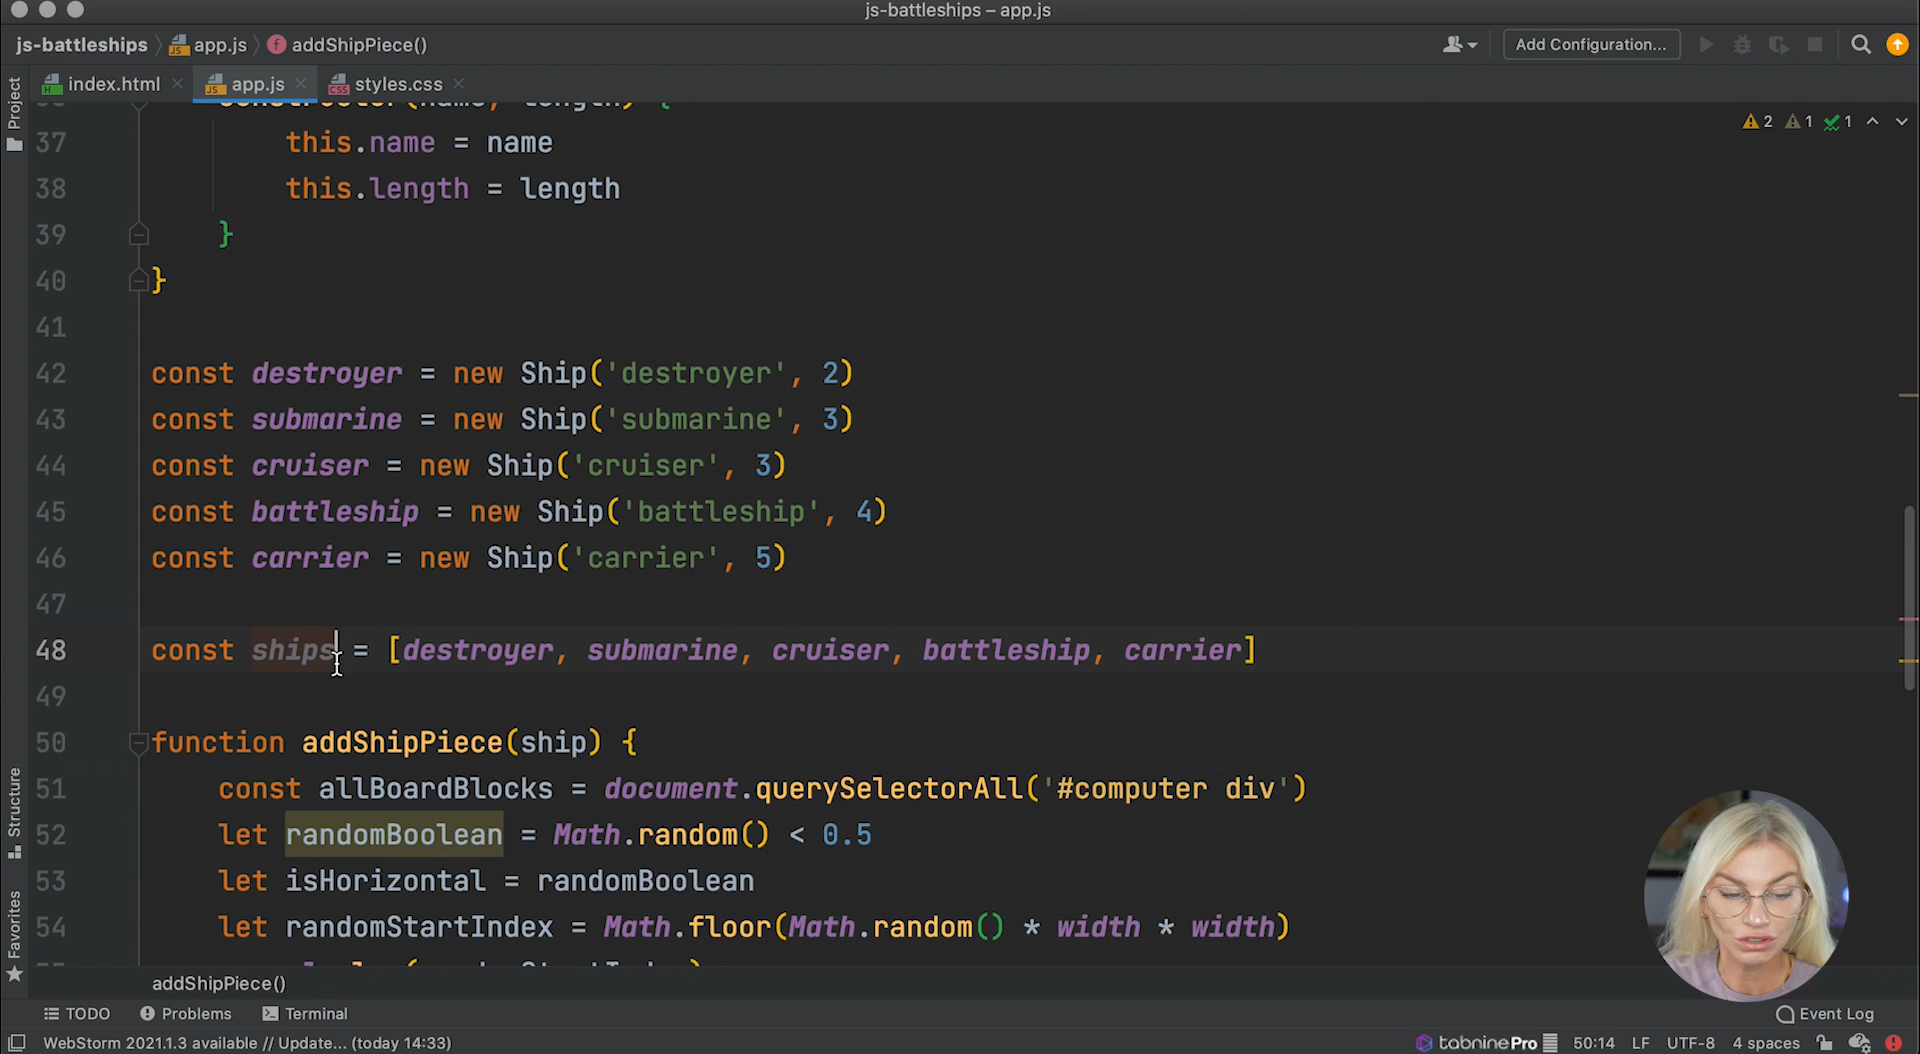 js-battleships – app.js
js-battleships app.js addShipPiece()
Add Configuration...
index.html app.js styles.css
Project
2 1 1
37 this.name = name
38 this.length = length
39 }
40 }
41
42 const destroyer = new Ship('destroyer', 2)
43 const submarine = new Ship('submarine', 3)
44 const cruiser = new Ship('cruiser', 3)
45 const battleship = new Ship('battleship', 4)
46 const carrier = new Ship('carrier', 5)
47
48 const ships = [destroyer, submarine, cruiser, battleship, carrier]
49
50 function addShipPiece(ship) {
51 const allBoardBlocks = document.querySelectorAll('#computer div')
52 let randomBoolean = Math.random() < 0.5
53 let isHorizontal = randomBoolean
54 let randomStartIndex = Math.floor(Math.random() * width * width)
Structure
Favorites
addShipPiece()
TODO Problems Terminal Event Log
WebStorm 2021.1.3 available // Update... (today 14:33) tabnine Pro 50:14 LF UTF-8 4 spaces